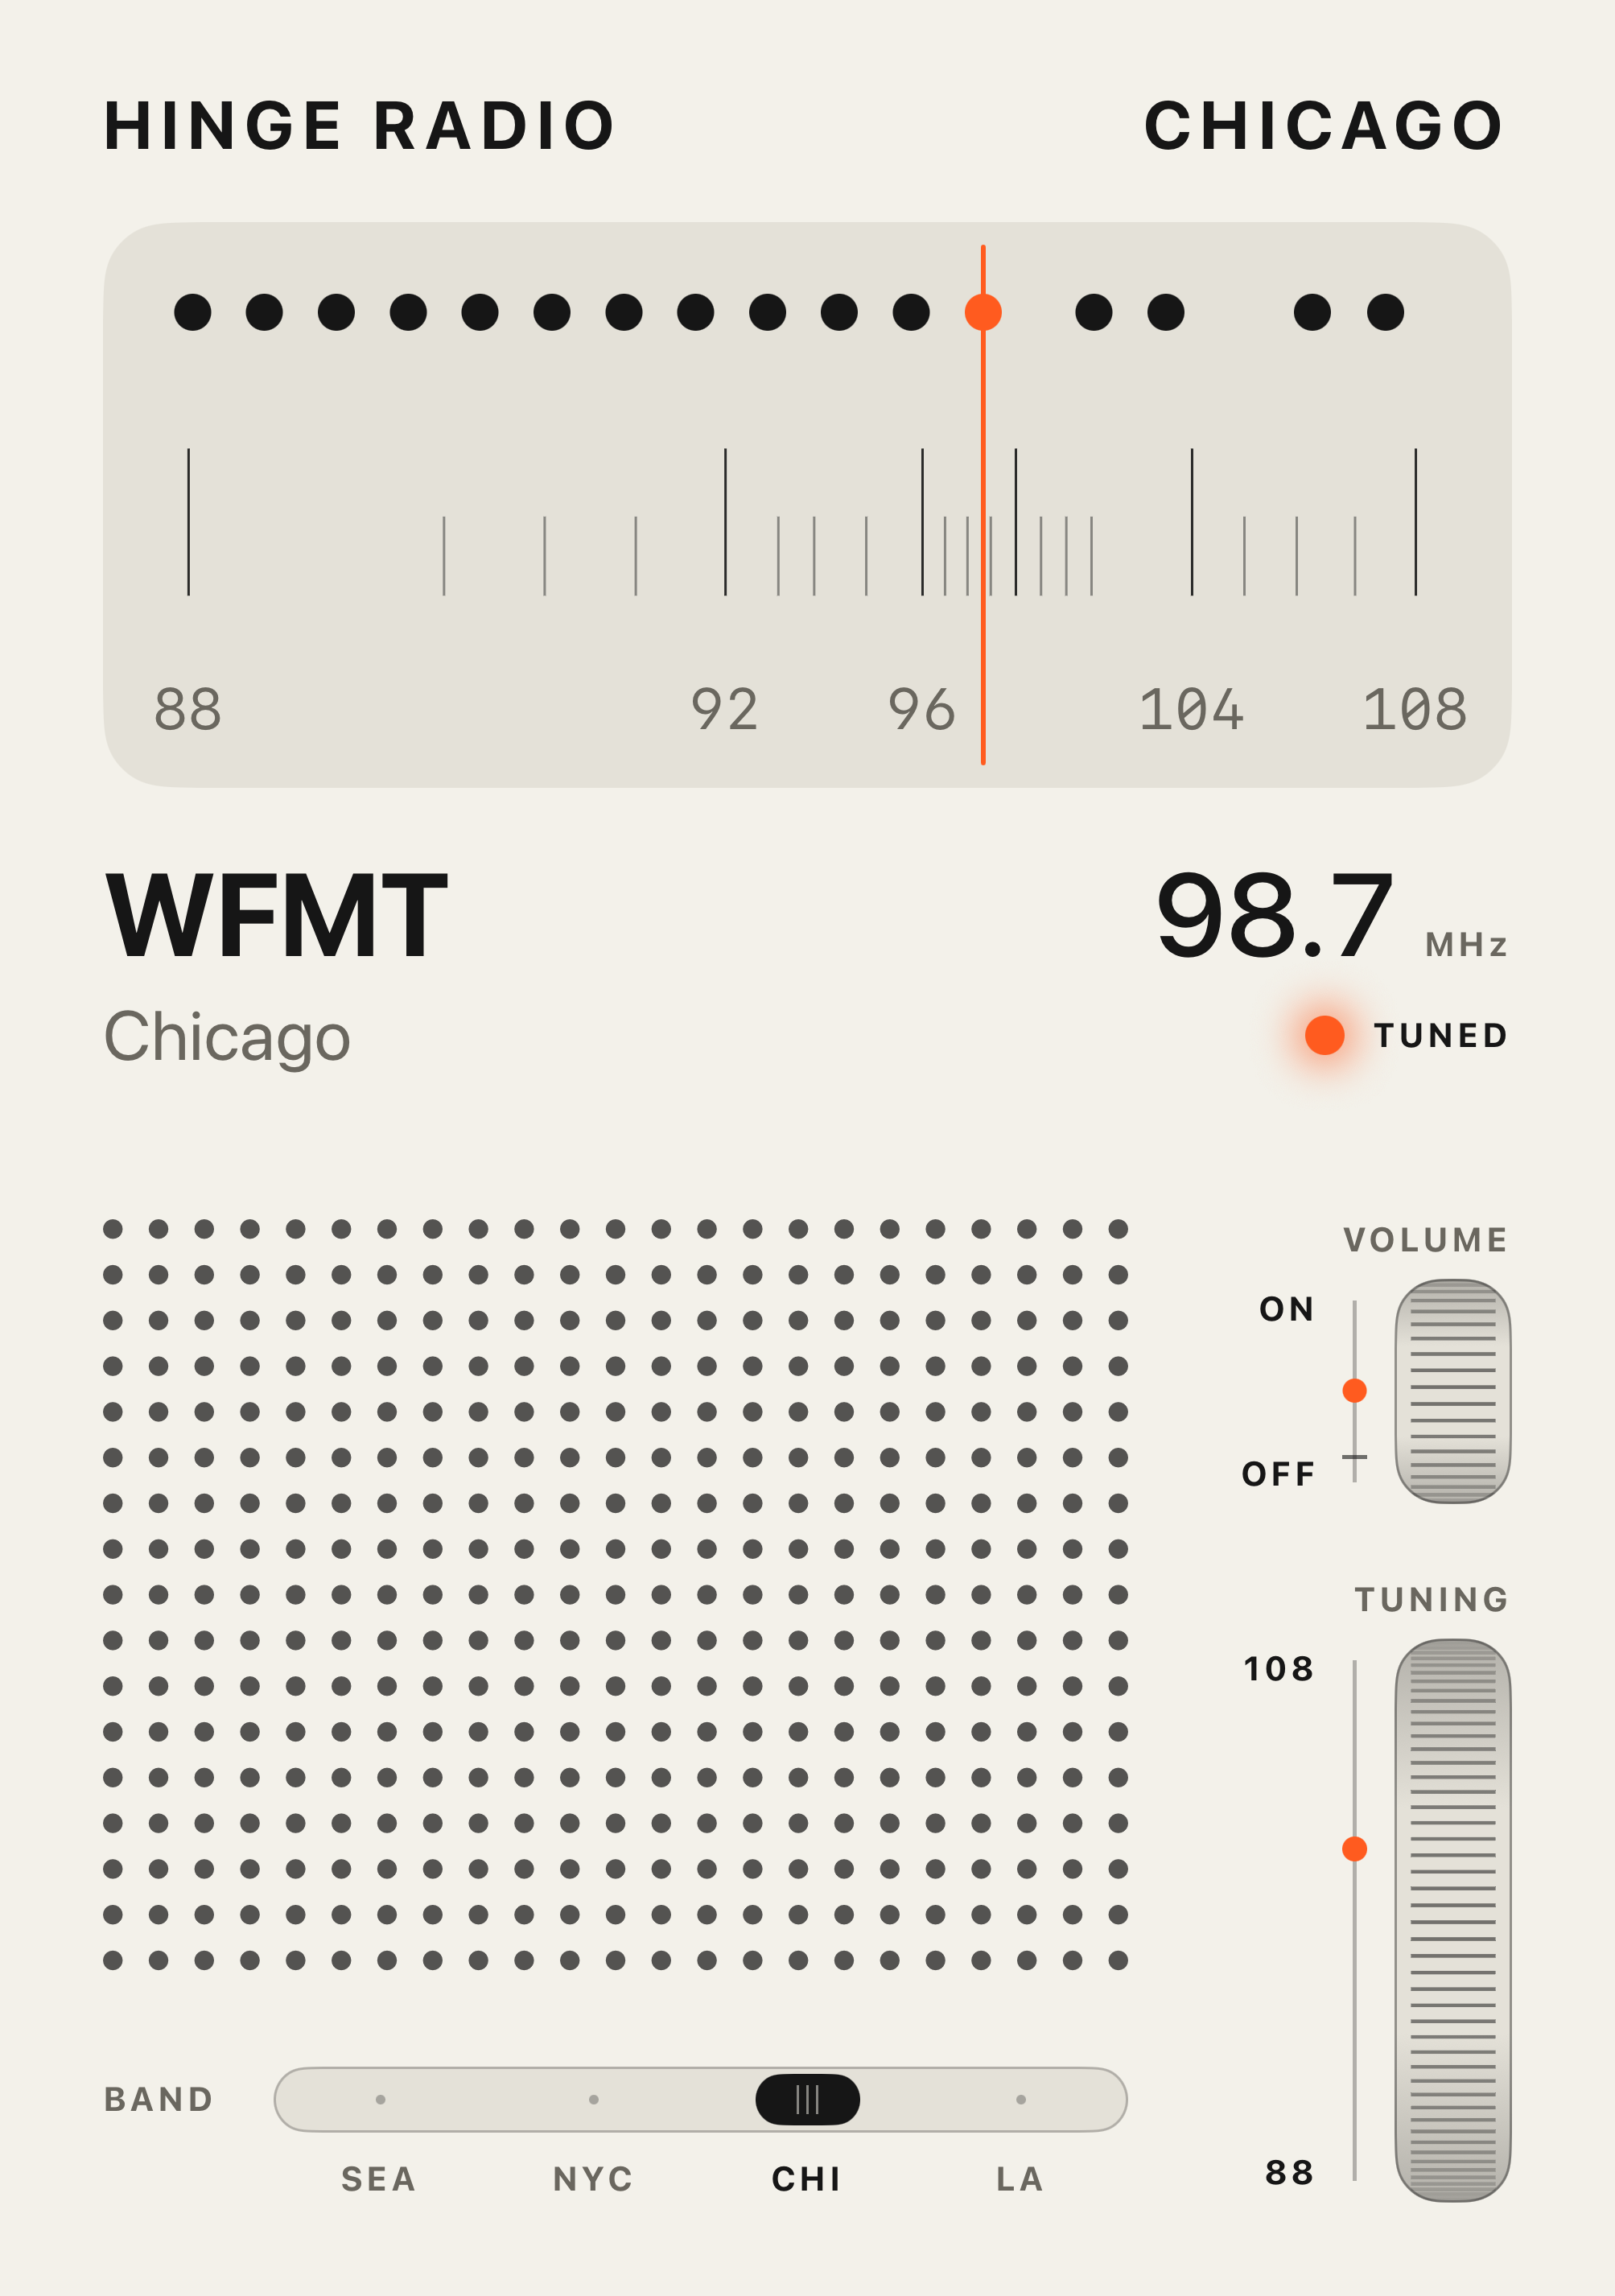 HINGE RADIO CHICAGO
88 92 96 104 108
WFMT 98.7 MHz
Chicago TUNED
VOLUME
ON
OFF
TUNING
108
88
BAND
SEA NYC CHI LA